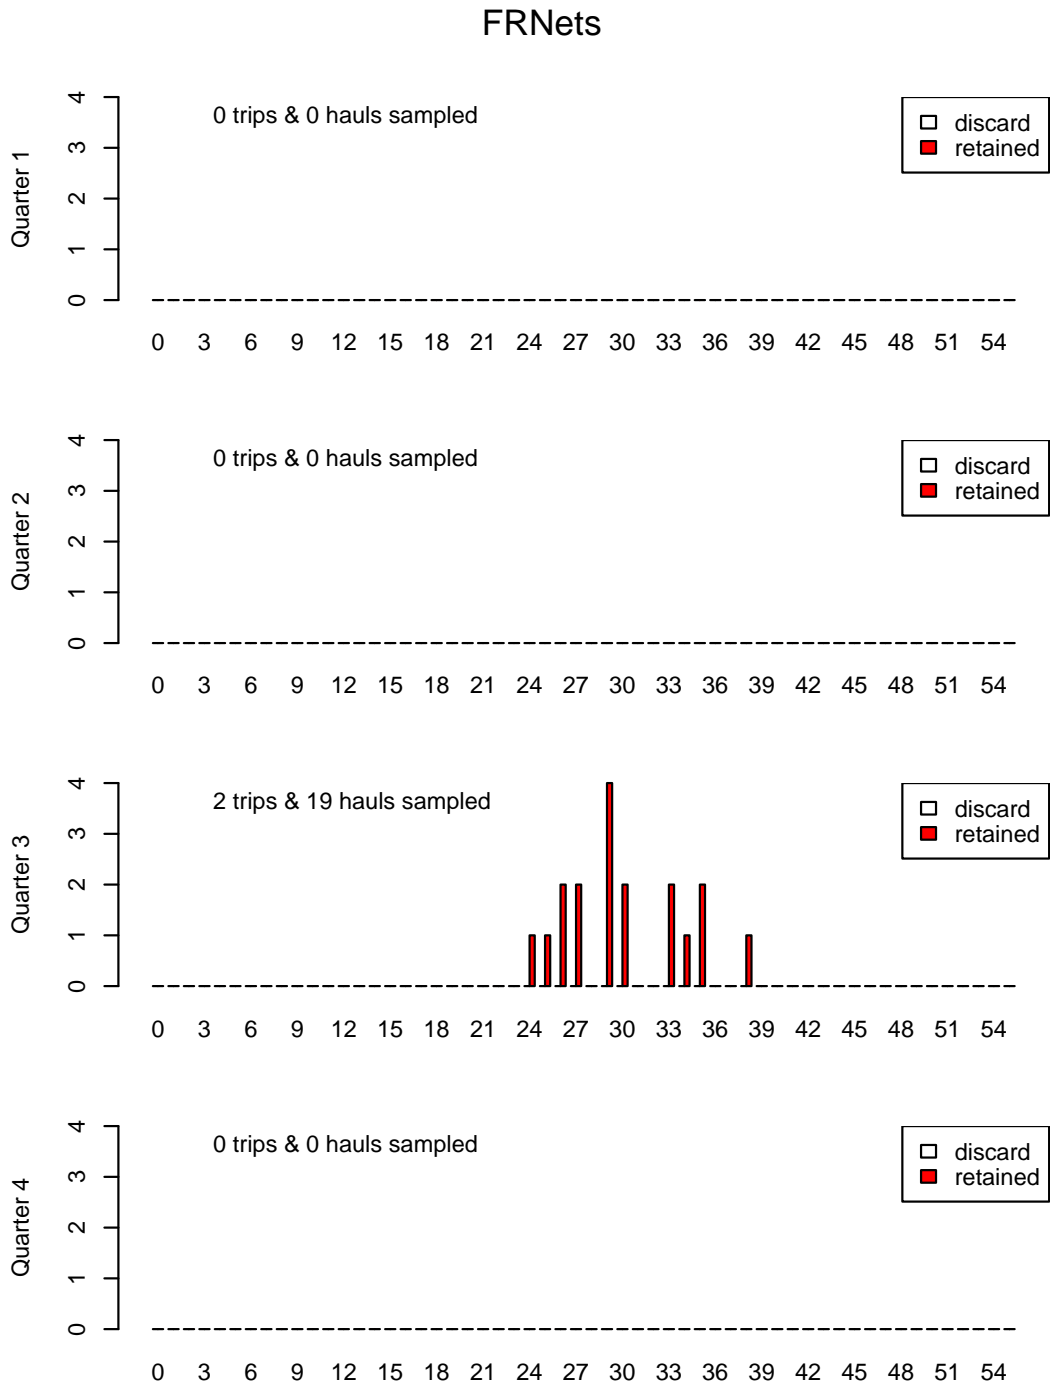 FRNets
Quarter 1
4
3
2
1
0
0 trips & 0 hauls sampled
discard
retained
0 3 6 9 12 15 18 21 24 27 30 33 36 39 42 45 48 51 54
Quarter 2
4
3
2
1
0
0 trips & 0 hauls sampled
discard
retained
0 3 6 9 12 15 18 21 24 27 30 33 36 39 42 45 48 51 54
Quarter 3
4
3
2
1
0
2 trips & 19 hauls sampled
discard
retained
0 3 6 9 12 15 18 21 24 27 30 33 36 39 42 45 48 51 54
Quarter 4
4
3
2
1
0
0 trips & 0 hauls sampled
discard
retained
0 3 6 9 12 15 18 21 24 27 30 33 36 39 42 45 48 51 54